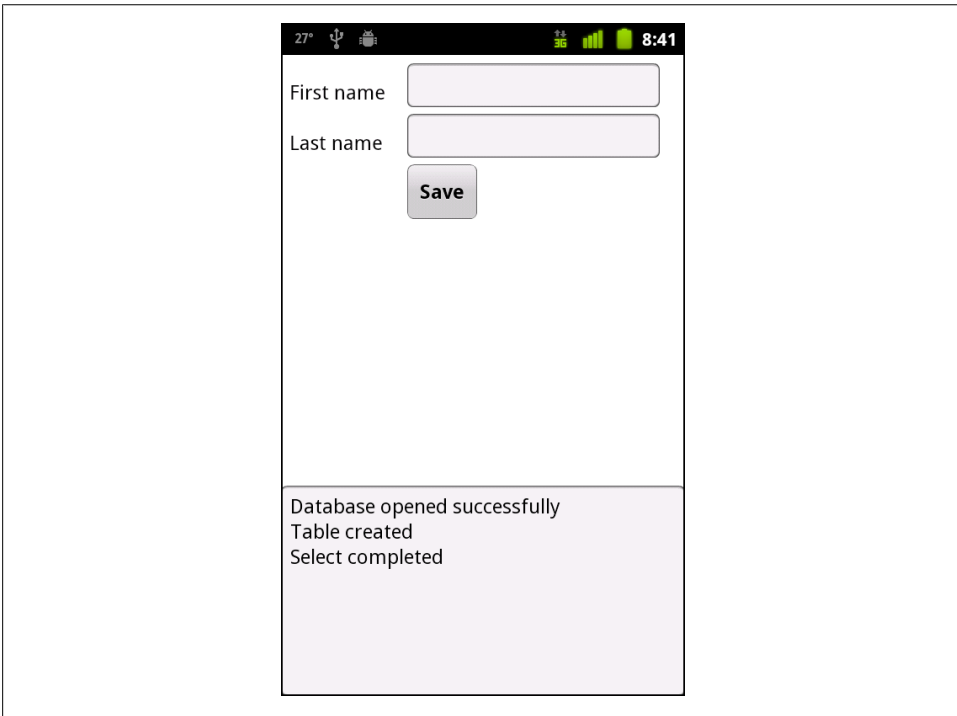 27°
3G
8:41
First name
Last name
Save
Database opened successfully
Table created
Select completed